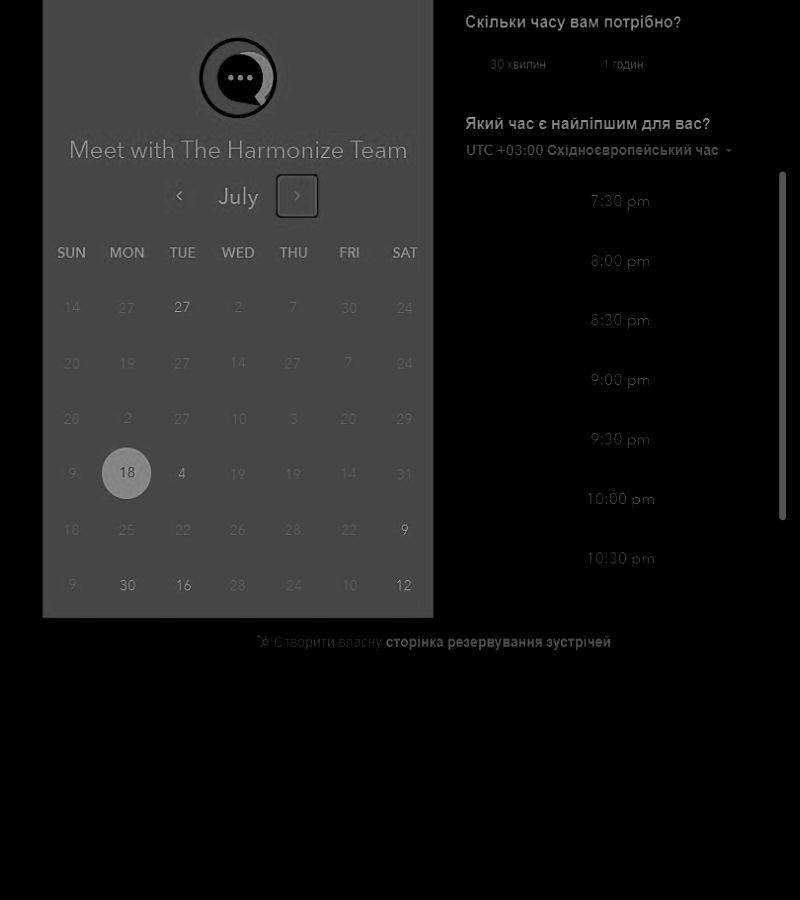 Meet with The Harmonize Team
July
SUN MON TUE WED THU FRI SAT
14 27 27 2 7 30 24
20 19 27 14 27 7 24
28 2 27 10 3 20 29
9 18 4 19 19 14 31
18 25 22 26 28 22 9
9 30 16 28 24 10 12
Скільки часу вам потрібно?
30 хвилин 1 годин
Який час є найліпшим для вас?
UTC +03:00 Східноєвропейський час
7:30 pm
8:00 pm
8:30 pm
9:00 pm
9:30 pm
10:00 pm
10:30 pm
Створити власну сторінка резервування зустрічей